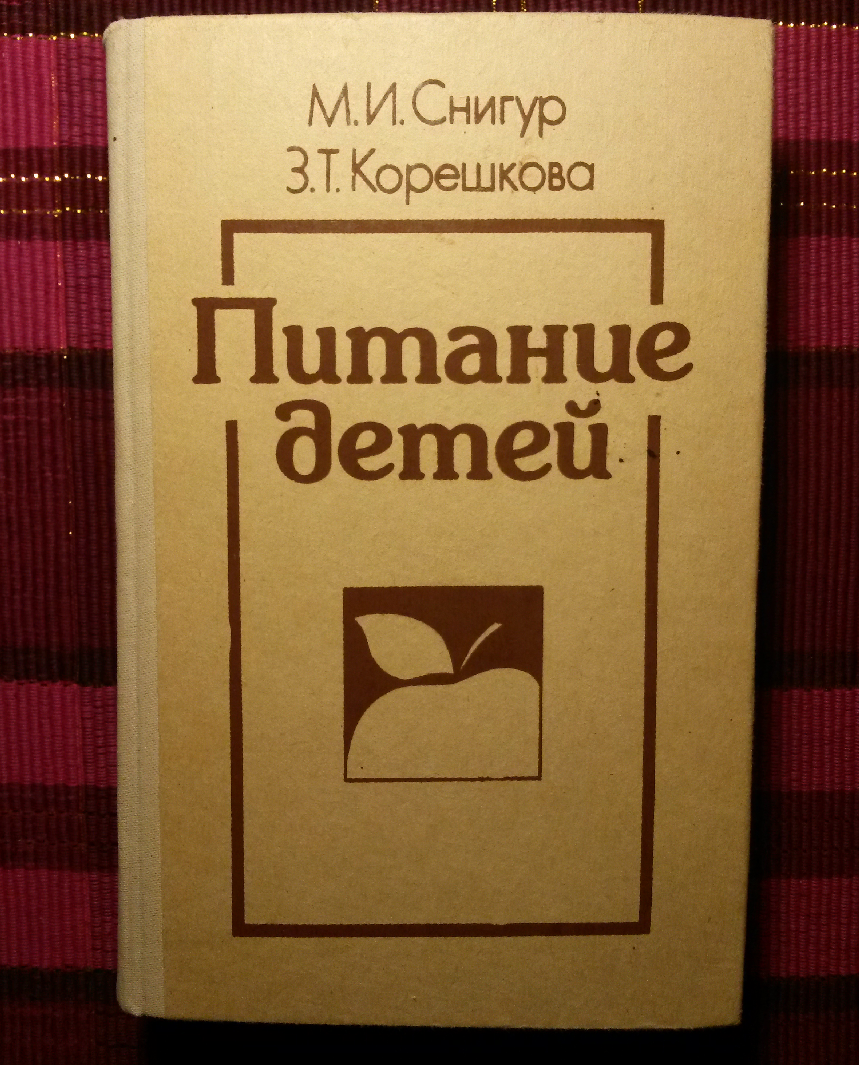 М.И.Снигур
З.Т.Корешкова
Питание
детей